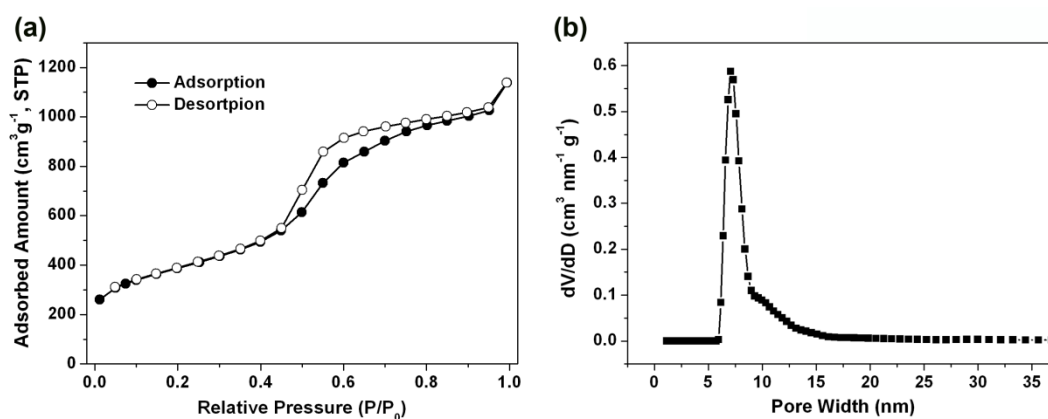 (a)
Adsorbed Amount (cm³g⁻¹, STP)
1200
1000
800
600
400
200
0
Adsorption
Desortpion
0.0 0.2 0.4 0.6 0.8 1.0
Relative Pressure (P/P₀)
(b)
dV/dD (cm³ nm⁻¹ g⁻¹)
0.6
0.5
0.4
0.3
0.2
0.1
0.0
0 5 10 15 20 25 30 35
Pore Width (nm)